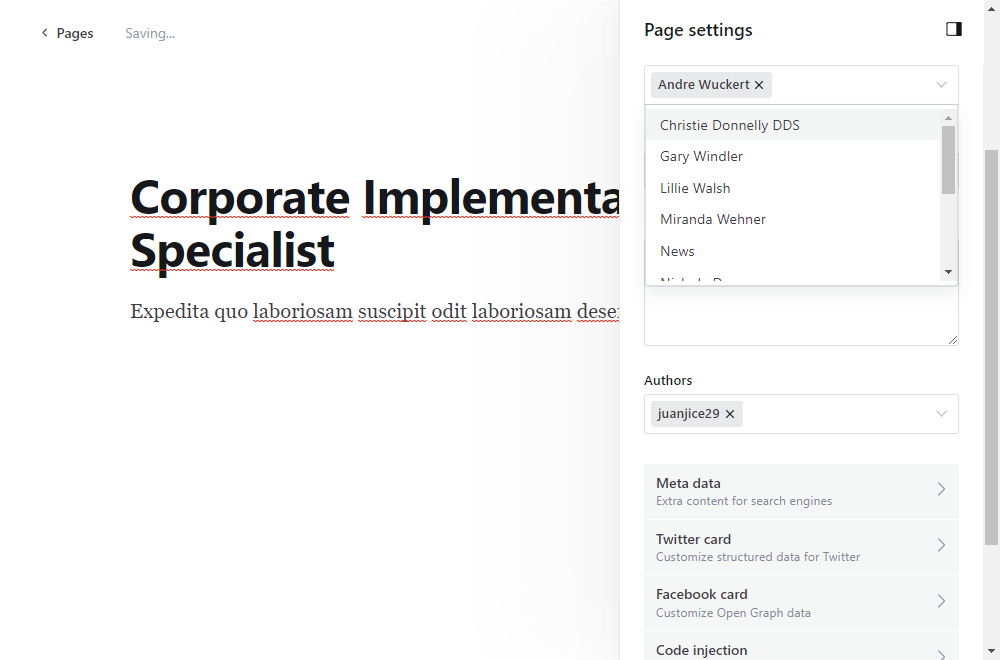 Pages
Saving...
Corporate Implementa
Specialist
Expedita quo laboriosam suscipit odit laboriosam deser
Page settings
Andre Wuckert
Christie Donnelly DDS
Gary Windler
Lillie Walsh
Miranda Wehner
News
Authors
juanjice29
Meta data
Extra content for search engines
Twitter card
Customize structured data for Twitter
Facebook card
Customize Open Graph data
Code injection